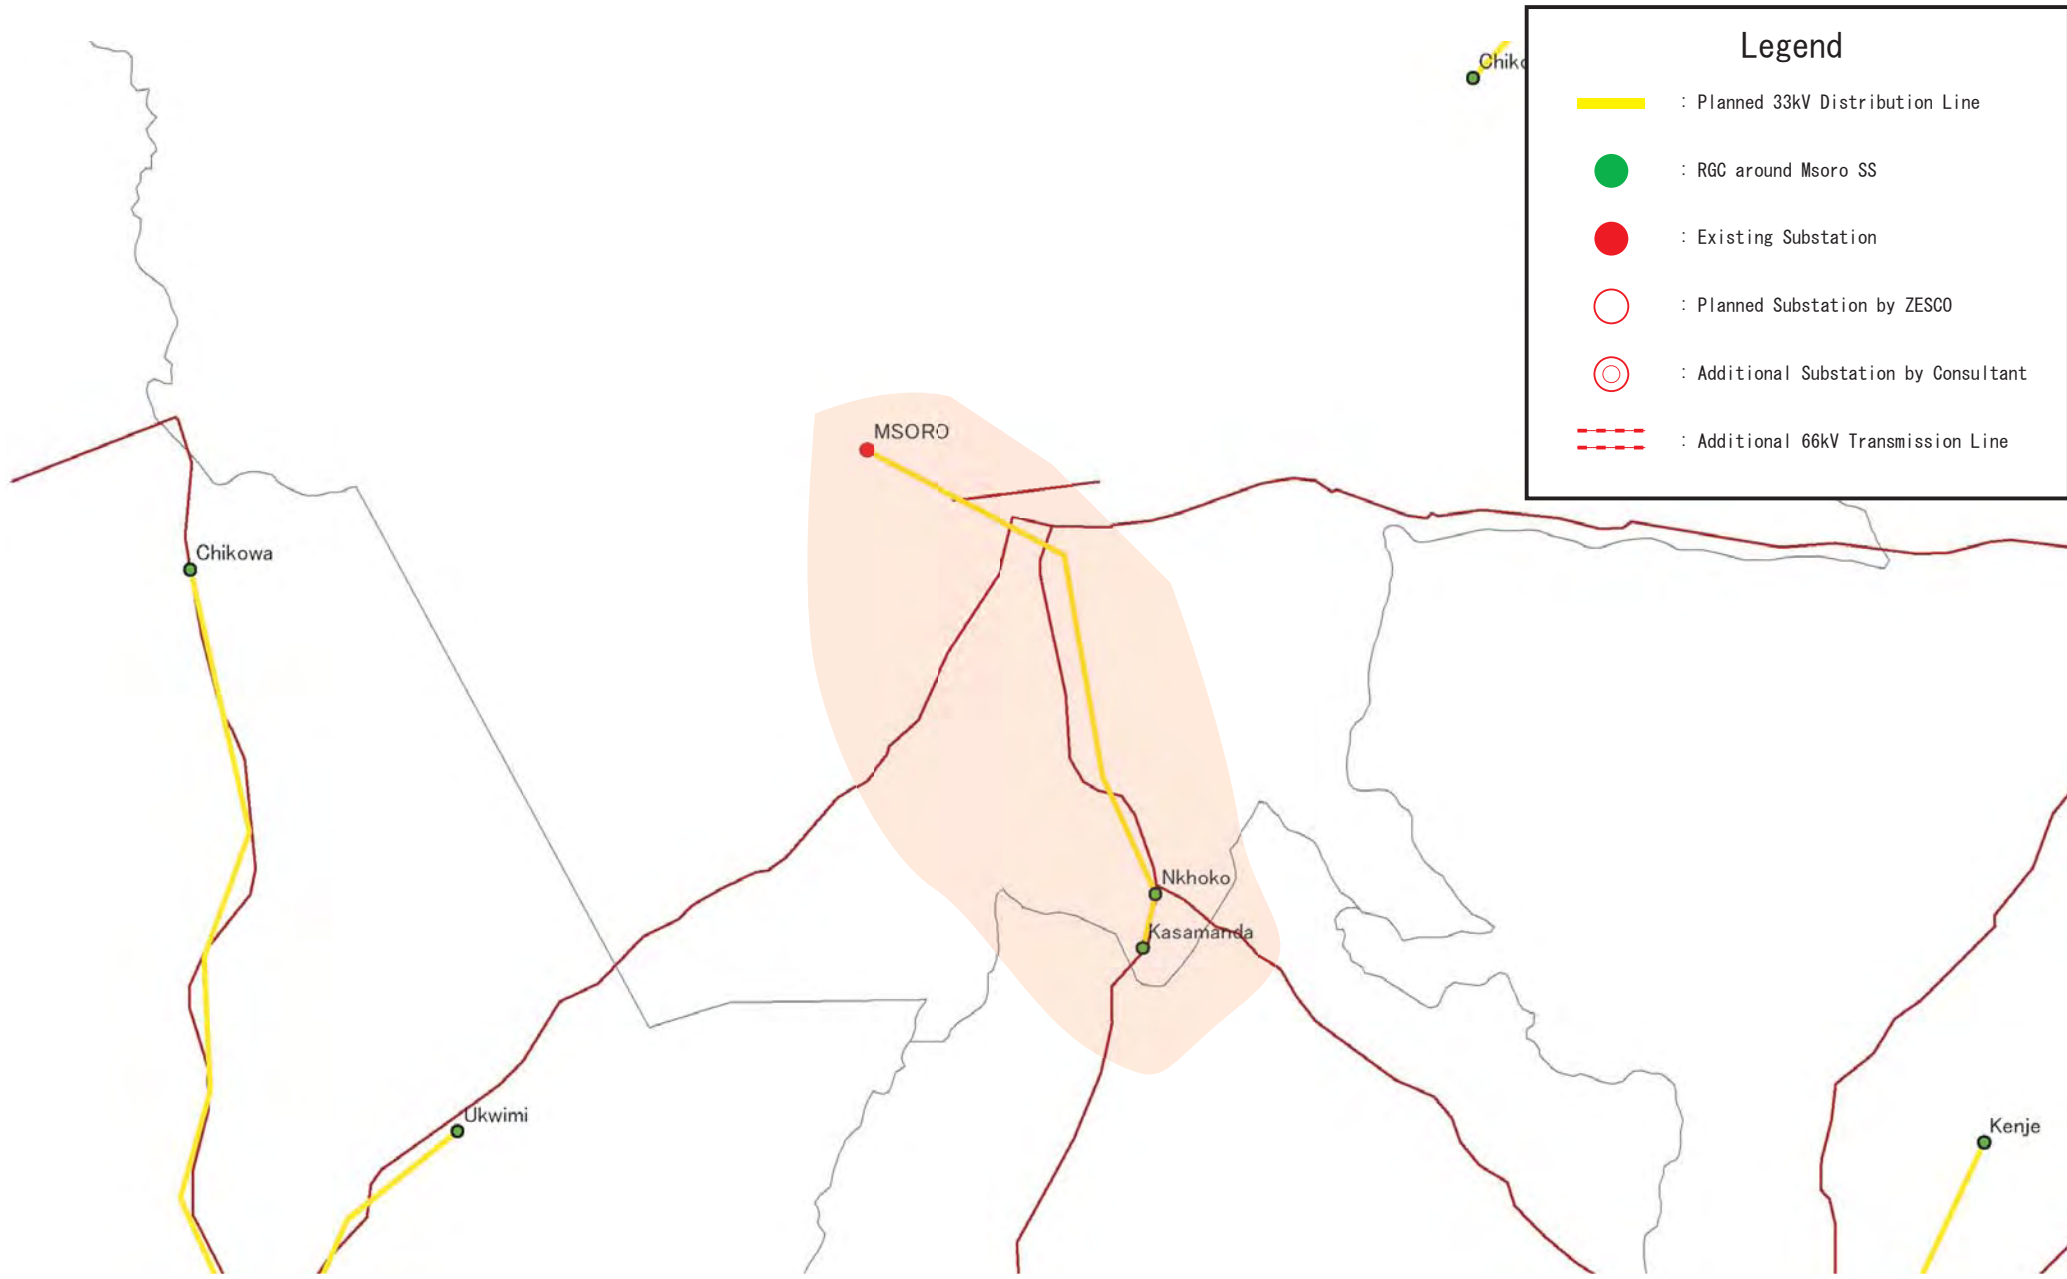 Legend
: Planned 33kV Distribution Line
: RGC around Msoro SS
: Existing Substation
: Planned Substation by ZESCO
: Additional Substation by Consultant
: Additional 66kV Transmission Line
MSORO
Chikowa
Nkhoko
Kasamanda
Ukwimi
Kenje